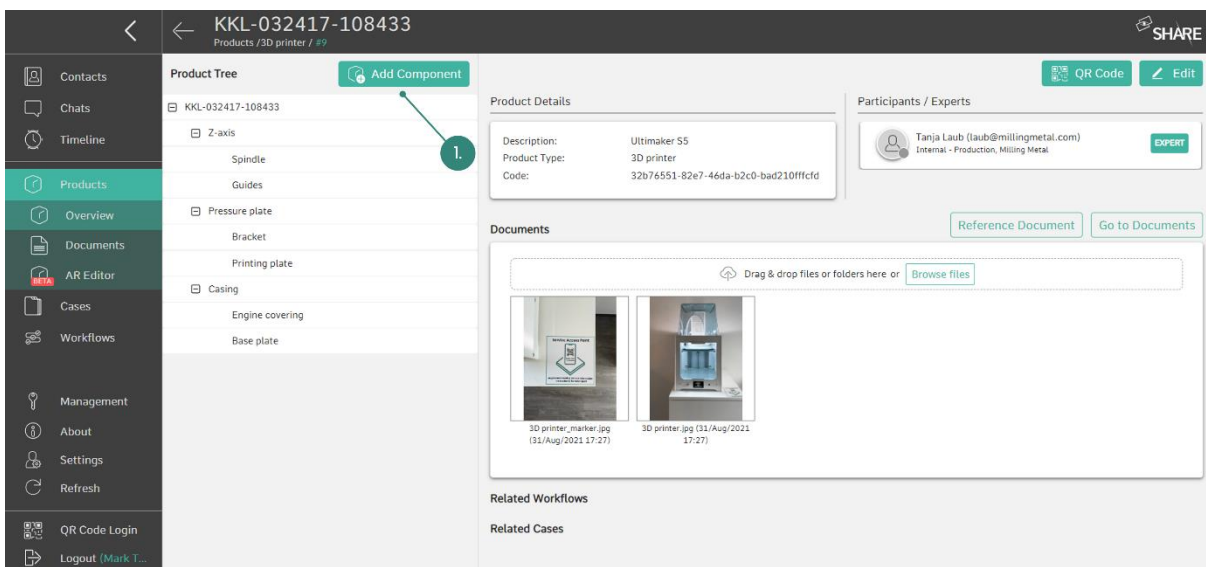 KKL-032417-108433
Products /3D printer / #9
SHARE
Contacts
Chats
Timeline
Products
Overview
Documents
BETA
AR Editor
Cases
Workflows
Management
About
Settings
Refresh
QR Code Login
Logout (Mark T...
Product Tree
Add Component
1.
KKL-032417-108433
Z-axis
Spindle
Guides
Pressure plate
Bracket
Printing plate
Casing
Engine covering
Base plate
QR Code
Edit
Product Details
Description: Ultimaker S5
Product Type: 3D printer
Code: 32b76551-82e7-46da-b2c0-bad210fffcfd
Participants / Experts
Tanja Laub (laub@millingmetal.com)
Internal - Production, Milling Metal
EXPERT
Documents
Reference Document
Go to Documents
Drag & drop files or folders here or Browse files
3D printer_marker.jpg
(31/Aug/2021 17:27)
3D printer.jpg (31/Aug/2021
17:27)
Related Workflows
Related Cases